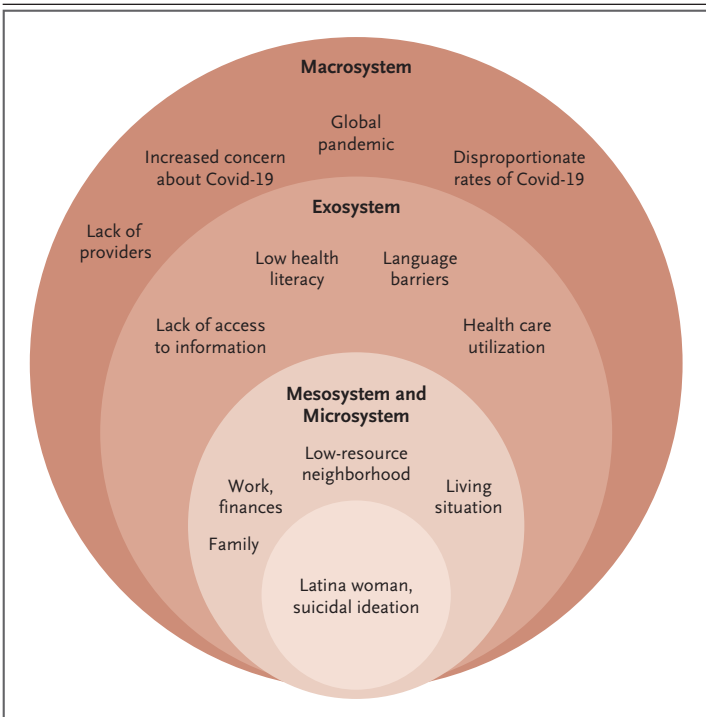 Macrosystem
Global
pandemic
Increased concern
about Covid-19
Disproportionate
rates of Covid-19
Lack of
providers
Exosystem
Low health
literacy
Language
barriers
Lack of access
to information
Health care
utilization
Mesosystem and
Microsystem
Low-resource
neighborhood
Work,
finances
Living
situation
Family
Latina woman,
suicidal ideation